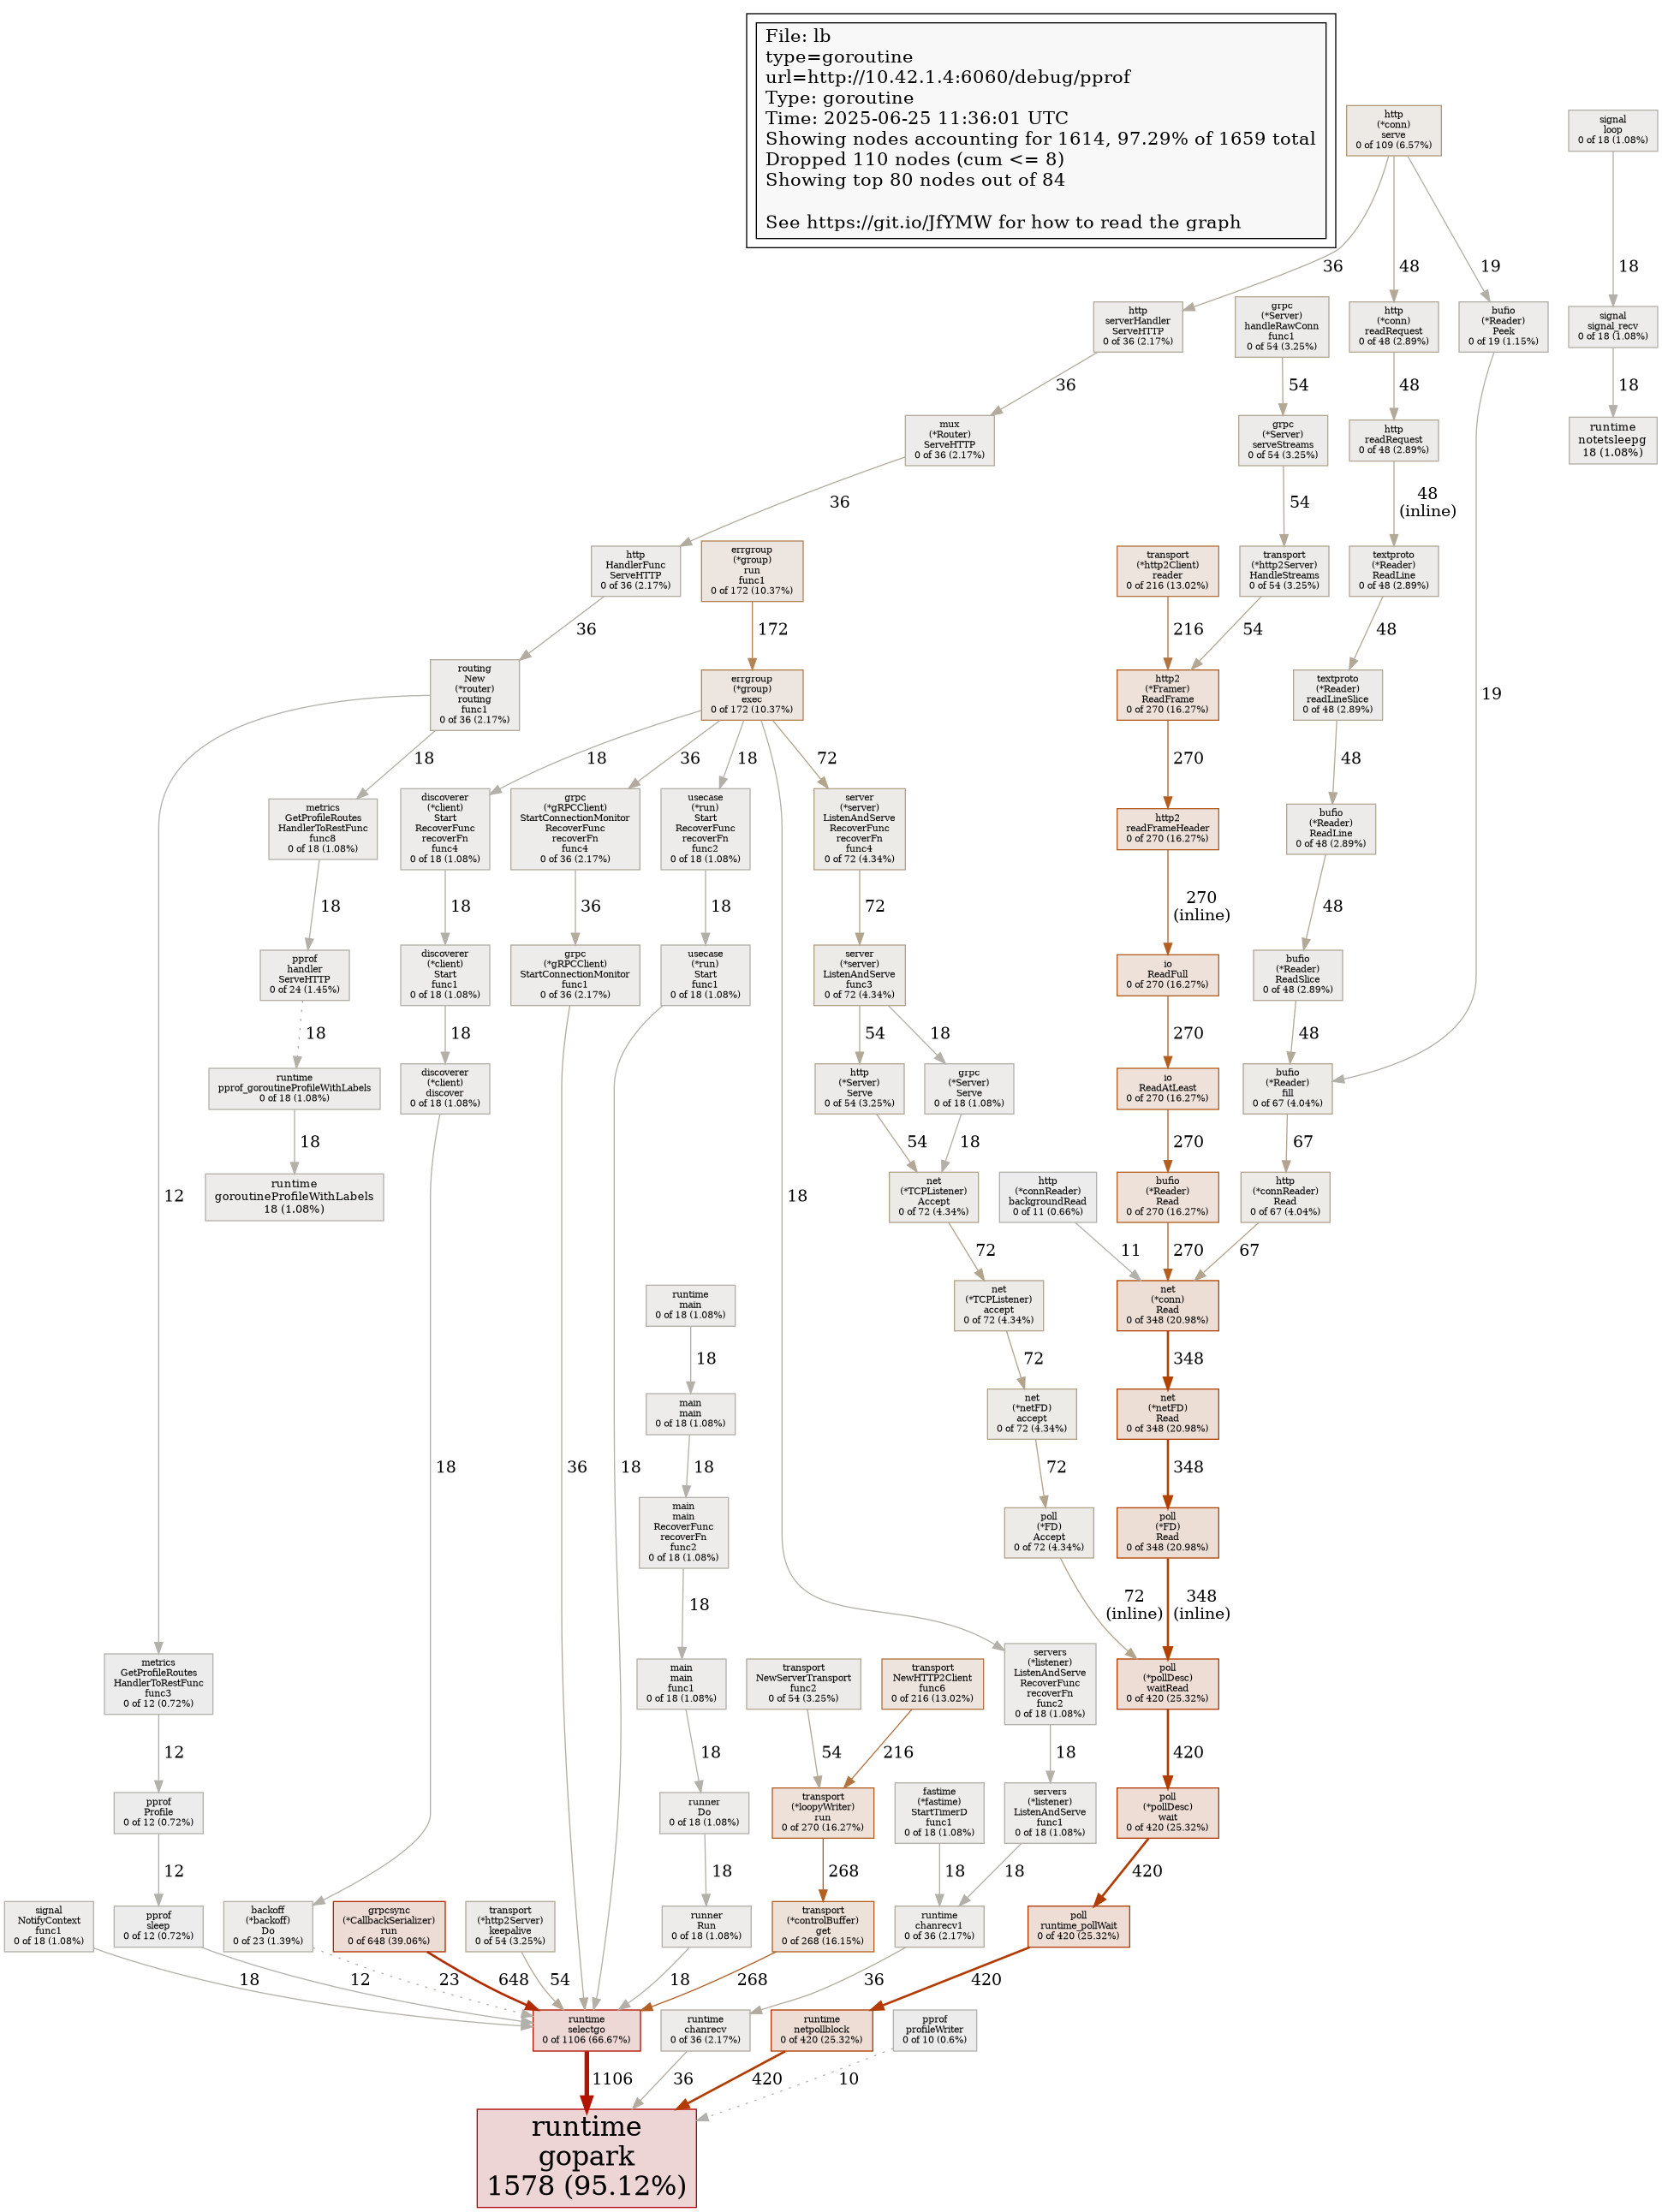 File: lb
type=goroutine
url=http://10.42.1.4:6060/debug/pprof
Type: goroutine
Time: 2025-06-25 11:36:01 UTC
Showing nodes accounting for 1614, 97.29% of 1659 total
Dropped 110 nodes (cum <= 8)
Showing top 80 nodes out of 84
See https://git.io/JfYMW for how to read the graph
http
(*conn)
serve
0 of 109 (6.57%)
signal
loop
0 of 18 (1.08%)
36
48
19
18
http
serverHandler
ServeHTTP
0 of 36 (2.17%)
grpc
(*Server)
handleRawConn
func1
0 of 54 (3.25%)
http
(*conn)
readRequest
0 of 48 (2.89%)
bufio
(*Reader)
Peek
0 of 19 (1.15%)
signal
signal_recv
0 of 18 (1.08%)
36
54
48
18
mux
(*Router)
ServeHTTP
0 of 36 (2.17%)
grpc
(*Server)
serveStreams
0 of 54 (3.25%)
http
readRequest
0 of 48 (2.89%)
runtime
notetsleepg
18 (1.08%)
36
54
48
(inline)
http
HandlerFunc
ServeHTTP
0 of 36 (2.17%)
errgroup
(*group)
run
func1
0 of 172 (10.37%)
transport
(*http2Client)
reader
0 of 216 (13.02%)
transport
(*http2Server)
HandleStreams
0 of 54 (3.25%)
textproto
(*Reader)
ReadLine
0 of 48 (2.89%)
36
172
216
54
48
routing
New
(*router)
routing
func1
0 of 36 (2.17%)
errgroup
(*group)
exec
0 of 172 (10.37%)
http2
(*Framer)
ReadFrame
0 of 270 (16.27%)
textproto
(*Reader)
readLineSlice
0 of 48 (2.89%)
19
18
18
36
18
72
270
48
metrics
GetProfileRoutes
HandlerToRestFunc
func8
0 of 18 (1.08%)
discoverer
(*client)
Start
RecoverFunc
recoverFn
func4
0 of 18 (1.08%)
grpc
(*gRPCClient)
StartConnectionMonitor
RecoverFunc
recoverFn
func4
0 of 36 (2.17%)
usecase
(*run)
Start
RecoverFunc
recoverFn
func2
0 of 18 (1.08%)
server
(*server)
ListenAndServe
RecoverFunc
recoverFn
func4
0 of 72 (4.34%)
http2
readFrameHeader
0 of 270 (16.27%)
bufio
(*Reader)
ReadLine
0 of 48 (2.89%)
18
18
36
18
72
270
(inline)
48
pprof
handler
ServeHTTP
0 of 24 (1.45%)
discoverer
(*client)
Start
func1
0 of 18 (1.08%)
grpc
(*gRPCClient)
StartConnectionMonitor
func1
0 of 36 (2.17%)
usecase
(*run)
Start
func1
0 of 18 (1.08%)
server
(*server)
ListenAndServe
func3
0 of 72 (4.34%)
io
ReadFull
0 of 270 (16.27%)
bufio
(*Reader)
ReadSlice
0 of 48 (2.89%)
18
18
54
18
270
48
runtime
pprof_goroutineProfileWithLabels
0 of 18 (1.08%)
discoverer
(*client)
discover
0 of 18 (1.08%)
http
(*Server)
Serve
0 of 54 (3.25%)
grpc
(*Server)
Serve
0 of 18 (1.08%)
io
ReadAtLeast
0 of 270 (16.27%)
bufio
(*Reader)
fill
0 of 67 (4.04%)
18
54
18
270
67
12
runtime
goroutineProfileWithLabels
18 (1.08%)
18
net
(*TCPListener)
Accept
0 of 72 (4.34%)
http
(*connReader)
backgroundRead
0 of 11 (0.66%)
bufio
(*Reader)
Read
0 of 270 (16.27%)
http
(*connReader)
Read
0 of 67 (4.04%)
72
11
270
67
runtime
main
0 of 18 (1.08%)
net
(*TCPListener)
accept
0 of 72 (4.34%)
net
(*conn)
Read
0 of 348 (20.98%)
18
72
348
main
main
0 of 18 (1.08%)
net
(*netFD)
accept
0 of 72 (4.34%)
net
(*netFD)
Read
0 of 348 (20.98%)
18
36
18
18
72
348
main
main
RecoverFunc
recoverFn
func2
0 of 18 (1.08%)
poll
(*FD)
Accept
0 of 72 (4.34%)
poll
(*FD)
Read
0 of 348 (20.98%)
18
72
(inline)
348
(inline)
metrics
GetProfileRoutes
HandlerToRestFunc
func3
0 of 12 (0.72%)
main
main
func1
0 of 18 (1.08%)
transport
NewServerTransport
func2
0 of 54 (3.25%)
transport
NewHTTP2Client
func6
0 of 216 (13.02%)
servers
(*listener)
ListenAndServe
RecoverFunc
recoverFn
func2
0 of 18 (1.08%)
poll
(*pollDesc)
waitRead
0 of 420 (25.32%)
12
18
54
216
18
420
pprof
Profile
0 of 12 (0.72%)
runner
Do
0 of 18 (1.08%)
transport
(*loopyWriter)
run
0 of 270 (16.27%)
fastime
(*fastime)
StartTimerD
func1
0 of 18 (1.08%)
servers
(*listener)
ListenAndServe
func1
0 of 18 (1.08%)
poll
(*pollDesc)
wait
0 of 420 (25.32%)
12
18
268
18
18
420
signal
NotifyContext
func1
0 of 18 (1.08%)
pprof
sleep
0 of 12 (0.72%)
backoff
(*backoff)
Do
0 of 23 (1.39%)
grpcsync
(*CallbackSerializer)
run
0 of 648 (39.06%)
transport
(*http2Server)
keepalive
0 of 54 (3.25%)
runner
Run
0 of 18 (1.08%)
transport
(*controlBuffer)
get
0 of 268 (16.15%)
runtime
chanrecv1
0 of 36 (2.17%)
poll
runtime_pollWait
0 of 420 (25.32%)
18
12
23
648
54
18
268
36
420
runtime
selectgo
0 of 1106 (66.67%)
runtime
chanrecv
0 of 36 (2.17%)
runtime
netpollblock
0 of 420 (25.32%)
pprof
profileWriter
0 of 10 (0.6%)
1106
36
420
10
runtime
gopark
1578 (95.12%)